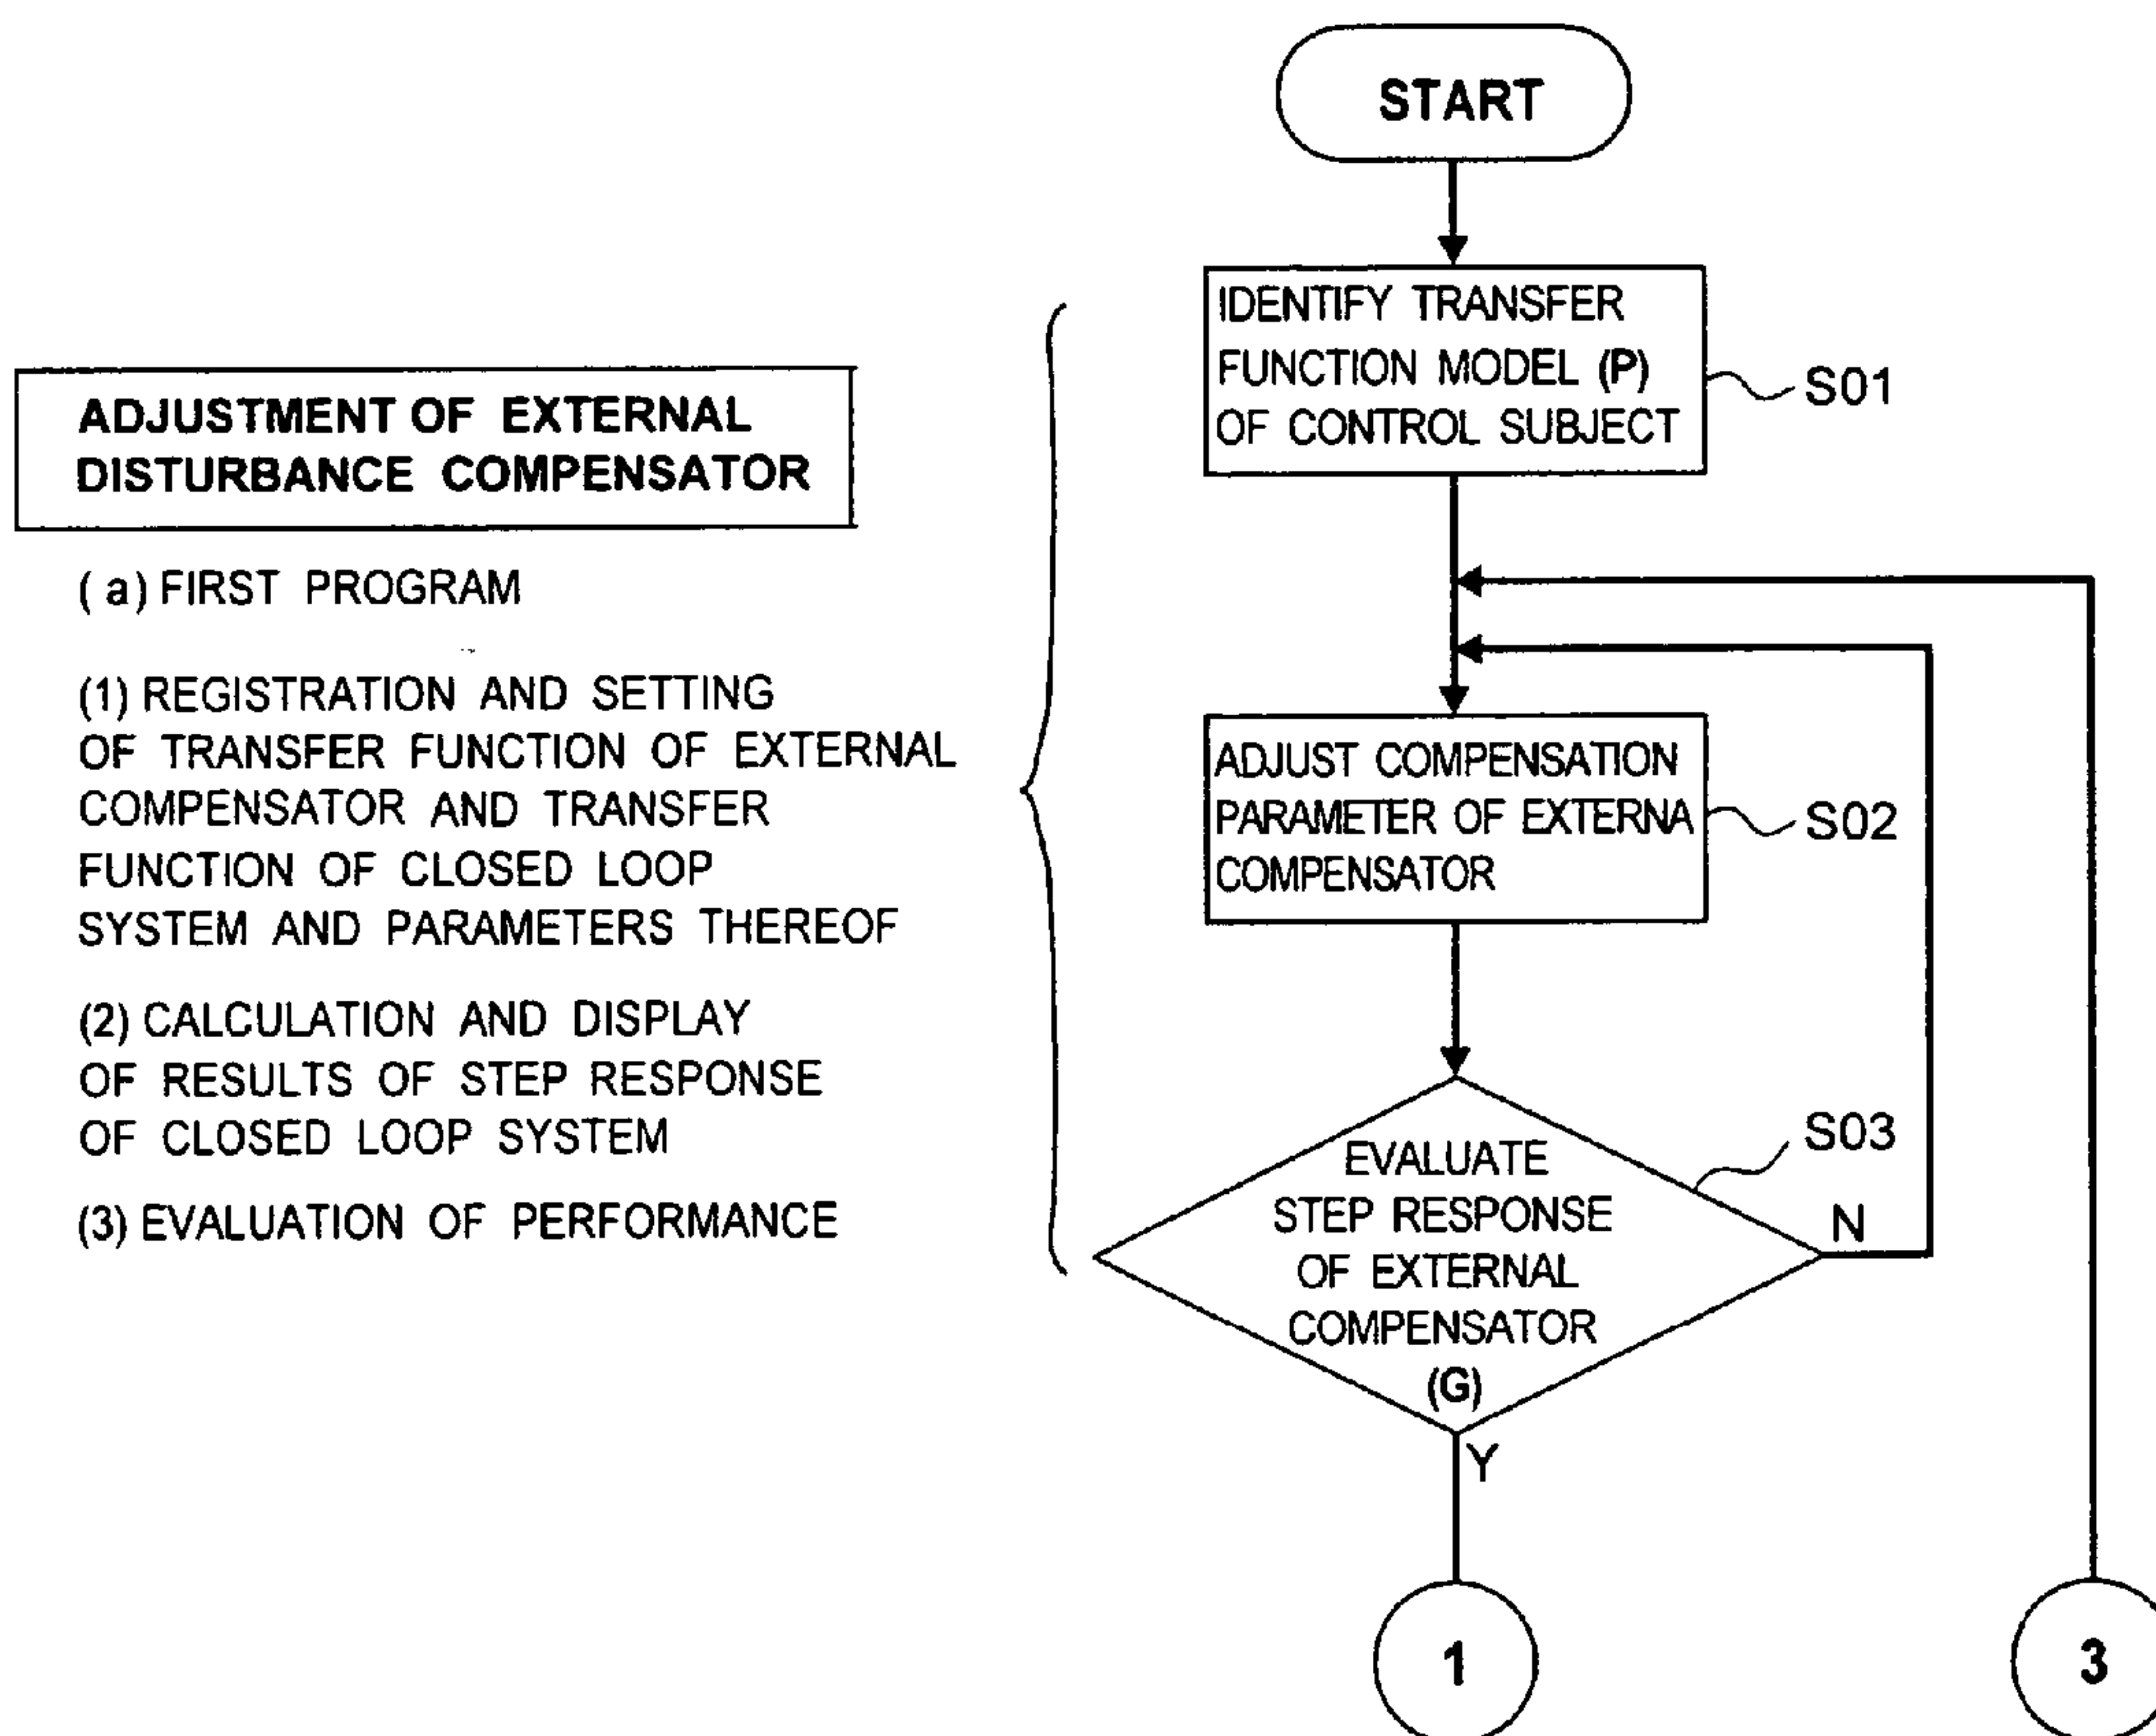 START
IDENTIFY TRANSFER
FUNCTION MODEL (P)
OF CONTROL SUBJECT
S01
ADJUSTMENT OF EXTERNAL
DISTURBANCE COMPENSATOR
(a) FIRST PROGRAM
(1) REGISTRATION AND SETTING
OF TRANSFER FUNCTION OF EXTERNAL
COMPENSATOR AND TRANSFER
FUNCTION OF CLOSED LOOP
SYSTEM AND PARAMETERS THEREOF
(2) CALCULATION AND DISPLAY
OF RESULTS OF STEP RESPONSE
OF CLOSED LOOP SYSTEM
(3) EVALUATION OF PERFORMANCE
ADJUST COMPENSATION
PARAMETER OF EXTERNA
COMPENSATOR
S02
EVALUATE
STEP RESPONSE
OF EXTERNAL
COMPENSATOR
(G)
S03
N
Y
1
3